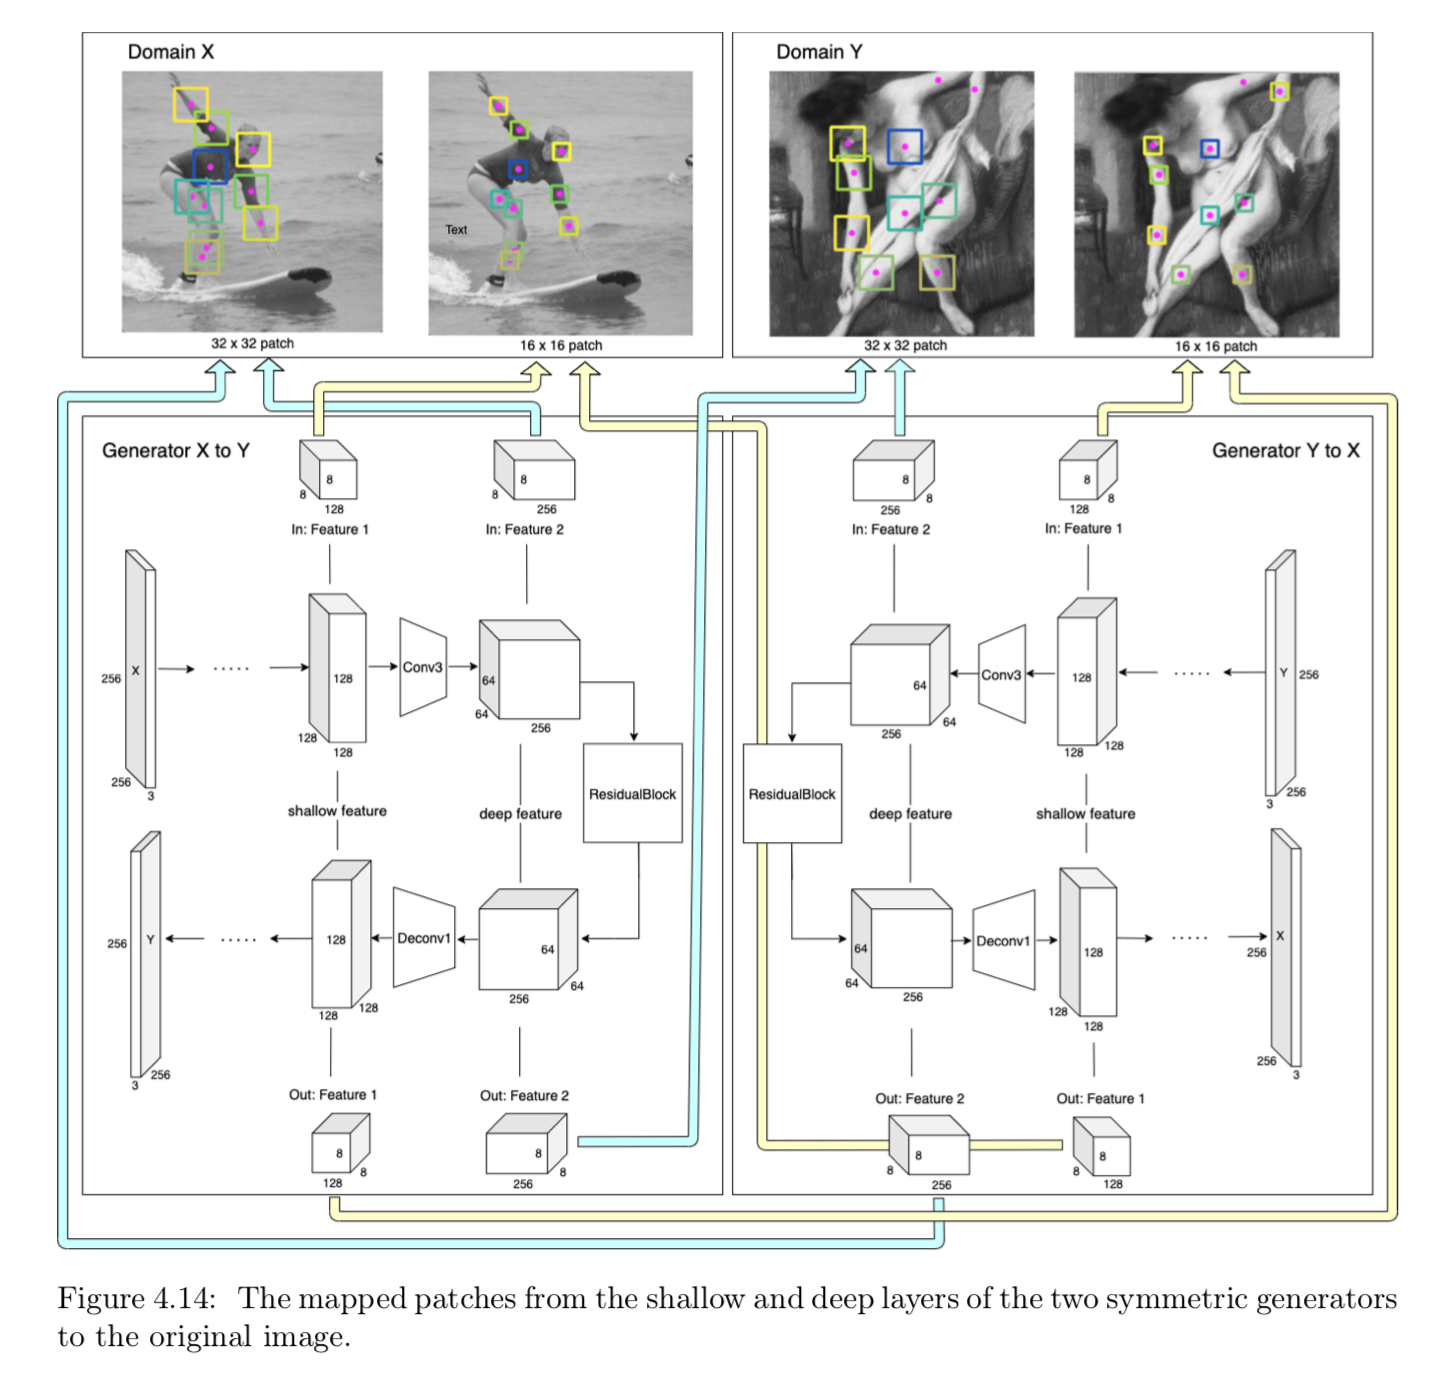 Domain X
Text
32 x 32 patch
16 x 16 patch
Domain Y
32 x 32 patch
16 x 16 patch
Generator X to Y
8
8
128
In: Feature 1
8
8
256
In: Feature 2
256
X
256
3
128
128
128
Conv3
64
64
256
ResidualBlock
shallow feature
deep feature
256
Y
3
256
128
128
128
Deconv1
64
64
256
Out: Feature 1
8
8
128
Out: Feature 2
8
8
256
Generator Y to X
8
8
256
In: Feature 2
8
8
128
In: Feature 1
64
64
256
Conv3
128
128
128
Y
256
256
3
ResidualBlock
deep feature
shallow feature
64
64
256
Deconv1
128
128
128
X
256
256
3
Out: Feature 2
8
8
256
Out: Feature 1
8
8
128
Figure 4.14: The mapped patches from the shallow and deep layers of the two symmetric generators
to the original image.